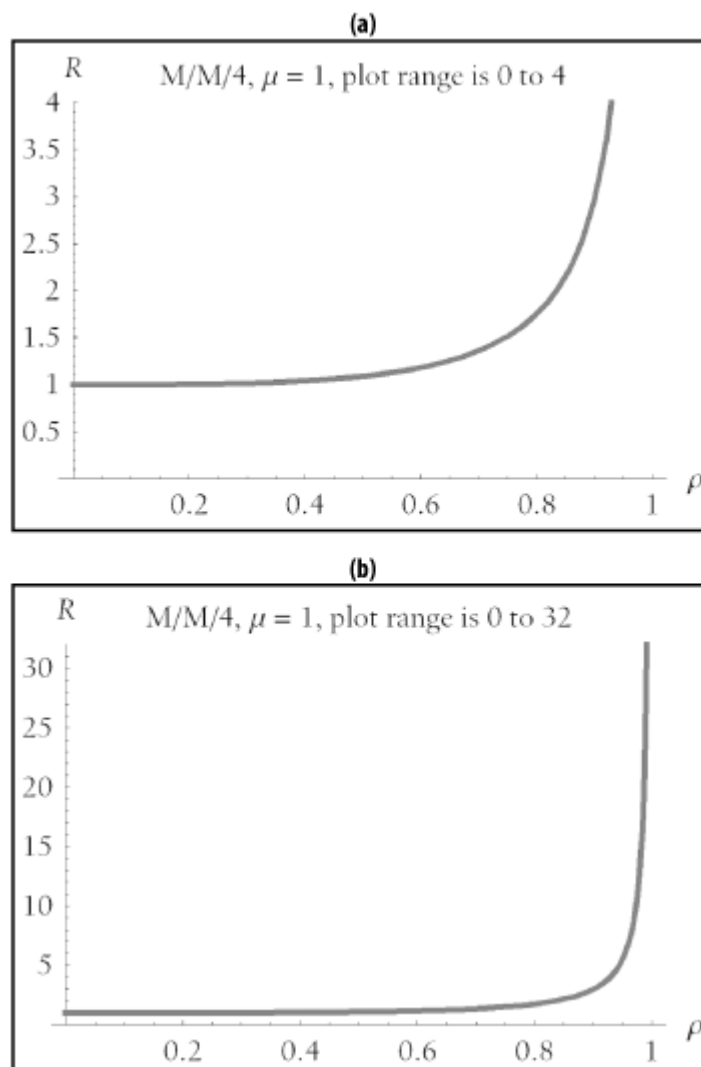 (a)
R
M/M/4, μ = 1, plot range is 0 to 4
4
3.5
3
2.5
2
1.5
1
0.5
0.2 0.4 0.6 0.8 1 ρ
(b)
R
M/M/4, μ = 1, plot range is 0 to 32
30
25
20
15
10
5
0.2 0.4 0.6 0.8 1 ρ